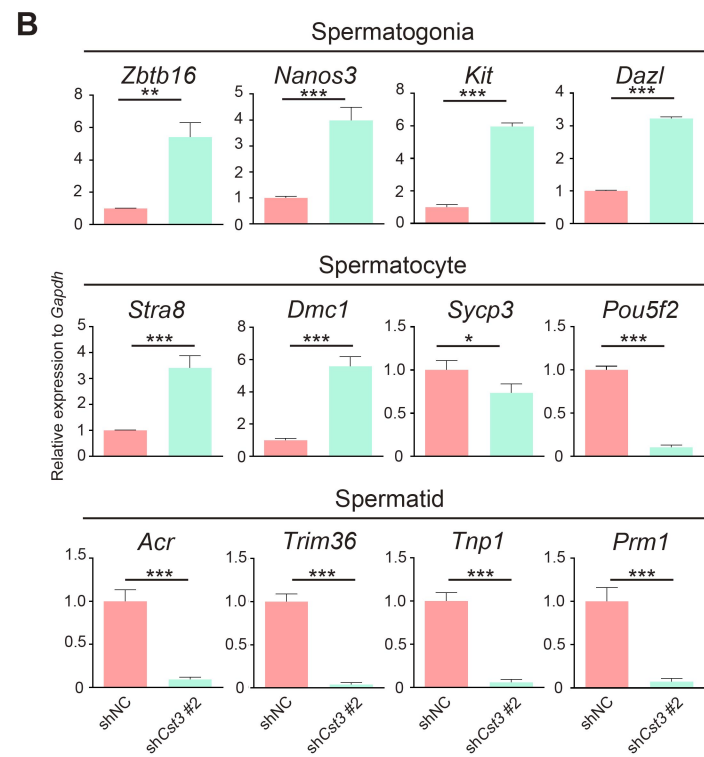 B
Spermatogonia
Zbtb16 Nanos3 Kit Dazl
** *** *** ***
8 6 4 2 0
5 4 3 2 1 0
8 6 4 2 0
4 3 2 1 0
Relative expression to Gapdh
Spermatocyte
Stra8 Dmc1 Sycp3 Pou5f2
*** *** * ***
5 4 3 2 1 0
8 6 4 2 0
1.5 1.0 0.5 0
1.5 1.0 0.5 0
Spermatid
Acr Trim36 Tnp1 Prm1
*** *** *** ***
1.5 1.0 0.5 0
1.5 1.0 0.5 0
1.5 1.0 0.5 0
1.5 1.0 0.5 0
shNC shCst3 #2 shNC shCst3 #2 shNC shCst3 #2 shNC shCst3 #2